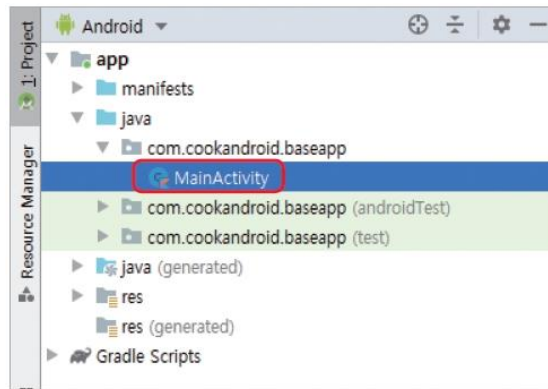 Android
1: Project
app
manifests
java
com.cookandroid.baseapp
MainActivity
com.cookandroid.baseapp (androidTest)
com.cookandroid.baseapp (test)
java (generated)
res
res (generated)
Gradle Scripts
Resource Manager